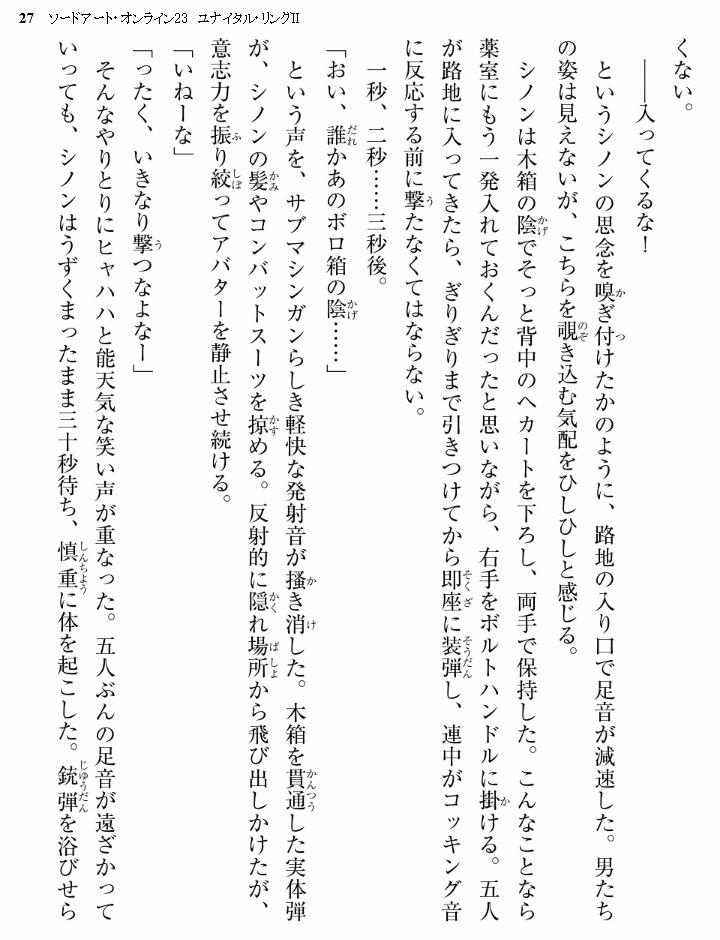 27 ソードアート・オンライン23 ユナイタル・リングII
くない。
――入ってくるな！
というシノンの思念を嗅ぎ付けたかのように、路地の入り口で足音が減速した。男たち
の姿は見えないが、こちらを覗き込む気配をひしひしと感じる。
シノンは木箱の陰でそっと背中のヘカートを下ろし、両手で保持した。こんなことなら
薬室にもう一発入れておくんだったと思いながら、右手をボルトハンドルに掛ける。五人
が路地に入ってきたら、ぎりぎりまで引きつけてから即座に装弾し、連中がコッキング音
に反応する前に撃たなくてはならない。
一秒、二秒……三秒後。
「おい、誰かあのボロ箱の陰……」
という声を、サブマシンガンらしき軽快な発射音が掻き消した。木箱を貫通した実体弾
が、シノンの髪やコンバットスーツを掠める。反射的に隠れ場所から飛び出しかけたが、
意志力を振り絞ってアバターを静止させ続ける。
「いねーな」
「ったく、いきなり撃つなよなー」
そんなやりとりにヒャハハと能天気な笑い声が重なった。五人ぶんの足音が遠ざかって
いっても、シノンはうずくまったまま三十秒待ち、慎重に体を起こした。銃弾を浴びせら